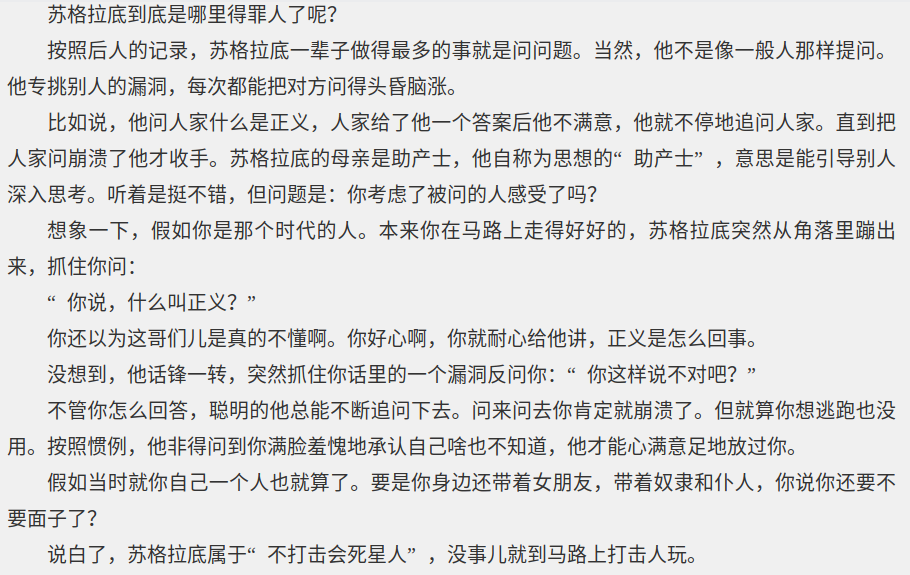 苏格拉底到底是哪里得罪人了呢？
按照后人的记录，苏格拉底一辈子做得最多的事就是问问题。当然，他不是像一般人那样提问。
他专挑别人的漏洞，每次都能把对方问得头昏脑涨。
比如说，他问人家什么是正义，人家给了他一个答案后他不满意，他就不停地追问人家。直到把
人家问崩溃了他才收手。苏格拉底的母亲是助产士，他自称为思想的“ 助产士” ，意思是能引导别人
深入思考。听着是挺不错，但问题是：你考虑了被问的人感受了吗？
想象一下，假如你是那个时代的人。本来你在马路上走得好好的，苏格拉底突然从角落里蹦出
来，抓住你问：
“ 你说，什么叫正义？”
你还以为这哥们儿是真的不懂啊。你好心啊，你就耐心给他讲，正义是怎么回事。
没想到，他话锋一转，突然抓住你话里的一个漏洞反问你：“ 你这样说不对吧？”
不管你怎么回答，聪明的他总能不断追问下去。问来问去你肯定就崩溃了。但就算你想逃跑也没
用。按照惯例，他非得问到你满脸羞愧地承认自己啥也不知道，他才能心满意足地放过你。
假如当时就你自己一个人也就算了。要是你身边还带着女朋友，带着奴隶和仆人，你说你还要不
要面子了？
说白了，苏格拉底属于“ 不打击会死星人” ，没事儿就到马路上打击人玩。